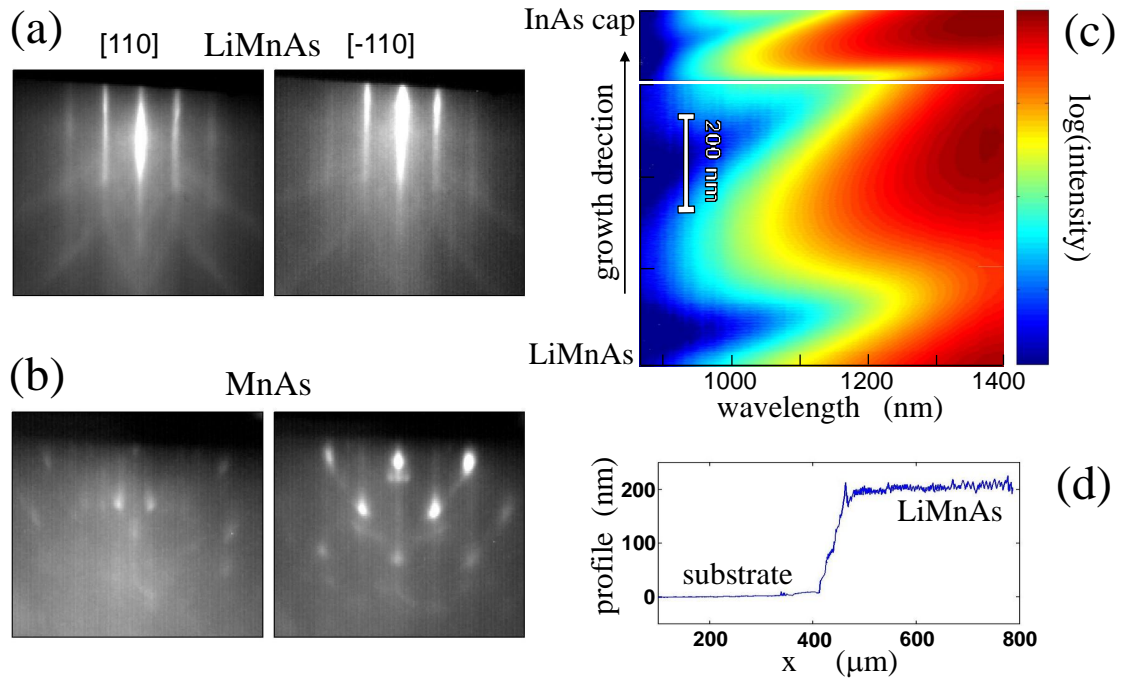 (a)
LiMnAs
[110]
[-110]
(b)
MnAs
InAs cap
growth drection
LiMnAs
200 nm
1000
1200
1400
wavelength (nm)
log(intensity)
(c)
200
100
0
profile (nm)
substrate
LiMnAs
200
400
600
800
x (μm)
(d)